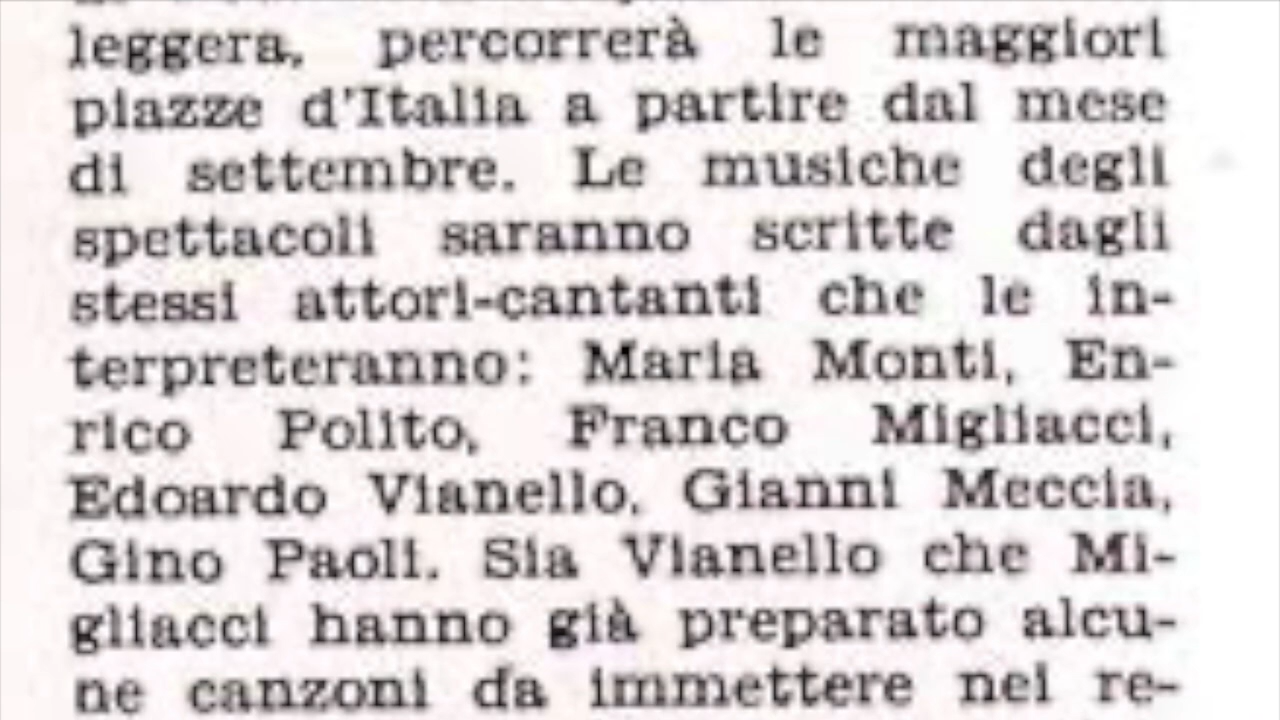 leggera, percorrerà le maggiori
piazze d'Italia a partire dal mese
di settembre. Le musiche degli
spettacoli saranno scritte dagli
stessi attori-cantanti che le in-
terpreteranno: Maria Monti, En-
rico Polito, Franco Migliacci,
Edoardo Vianello, Gianni Meccia,
Gino Paoli. Sia Vianello che Mi-
gliacci hanno già preparato alcu-
ne canzoni da immettere nel re-